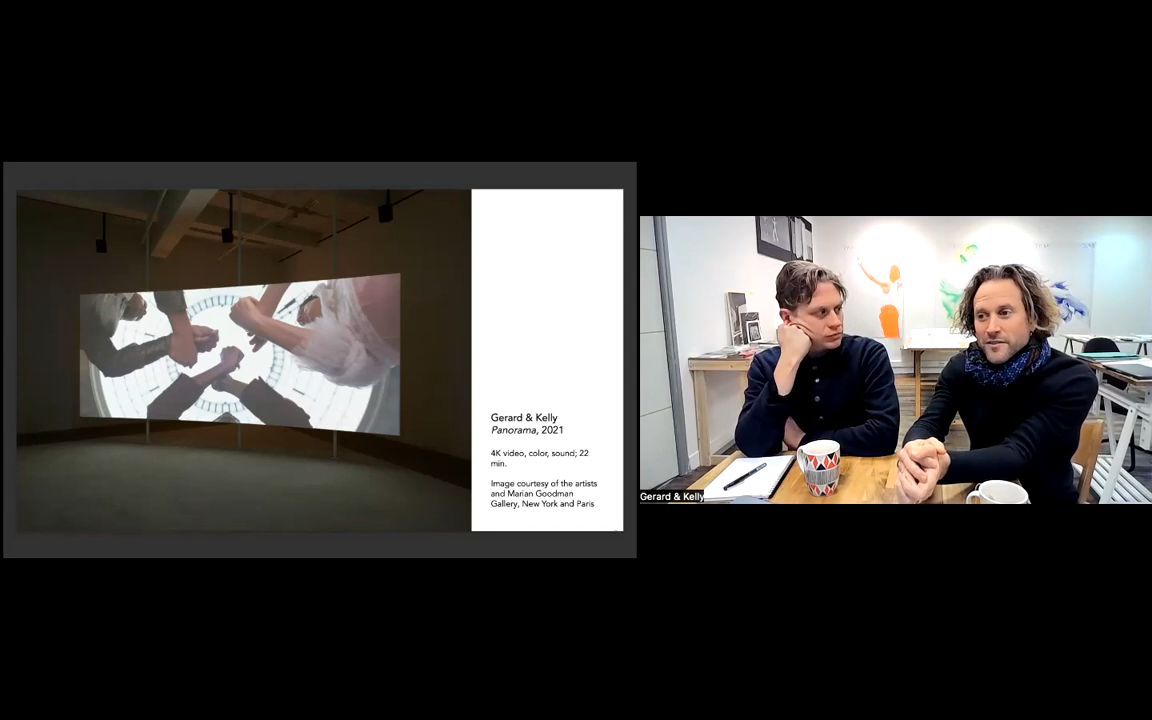 Gerard & Kelly
Panorama, 2021
4K video, color, sound; 22
min.
Image courtesy of the artists
and Marian Goodman
Gallery, New York and Paris
Gerard & Kelly